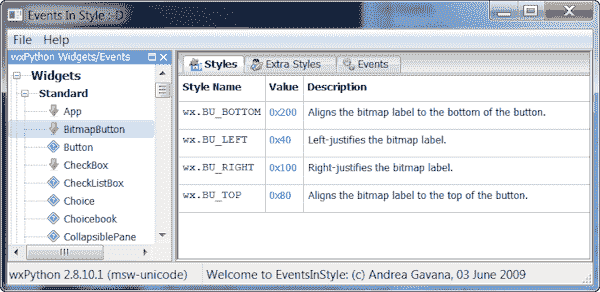 Events In Style :-D
File Help
wxPython Widgets/Events
Widgets
Standard
App
BitmapButton
Button
CheckBox
CheckListBox
Choice
Choicebook
CollapsiblePane
Styles Extra Styles Events
Style Name Value Description
wx.BU_BOTTOM 0x200 Aligns the bitmap label to the bottom of the button.
wx.BU_LEFT 0x40 Left-justifies the bitmap label.
wx.BU_RIGHT 0x100 Right-justifies the bitmap label.
wx.BU_TOP 0x80 Aligns the bitmap label to the top of the button.
wxPython 2.8.10.1 (msw-unicode) Welcome to EventsInStyle: (c) Andrea Gavana, 03 June 2009